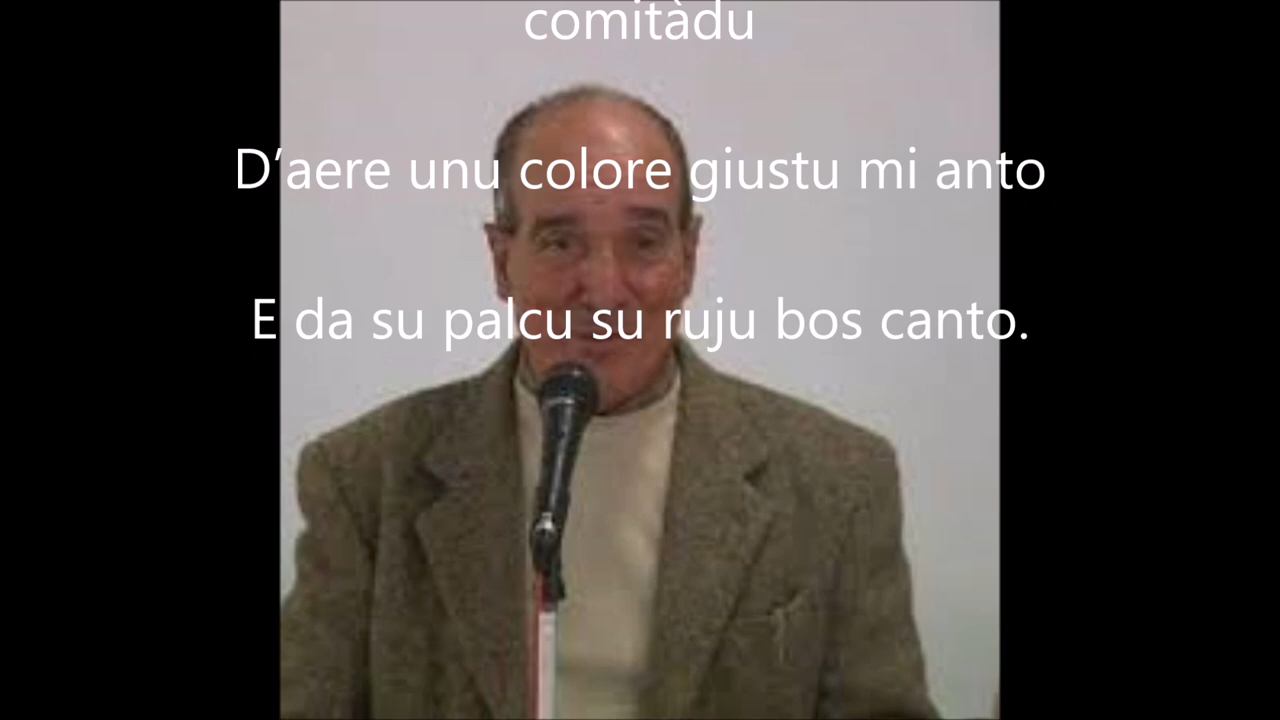 comitàdu
D’aere unu colore giustu mi anto
E da su palcu su ruju bos canto.